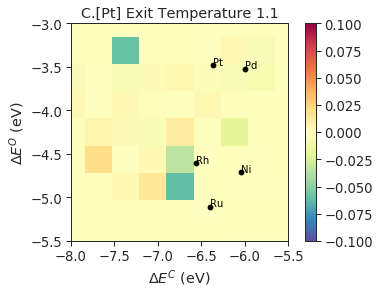 C.[Pt] Exit Temperature 1.1
−3.0
−3.5
−4.0
−4.5
−5.0
−5.5
ΔE^O (eV)
Pt
Pd
Rh
Ni
Ru
−8.0 −7.5 −7.0 −6.5 −6.0 −5.5
ΔE^C (eV)
0.100
0.075
0.050
0.025
0.000
−0.025
−0.050
−0.075
−0.100